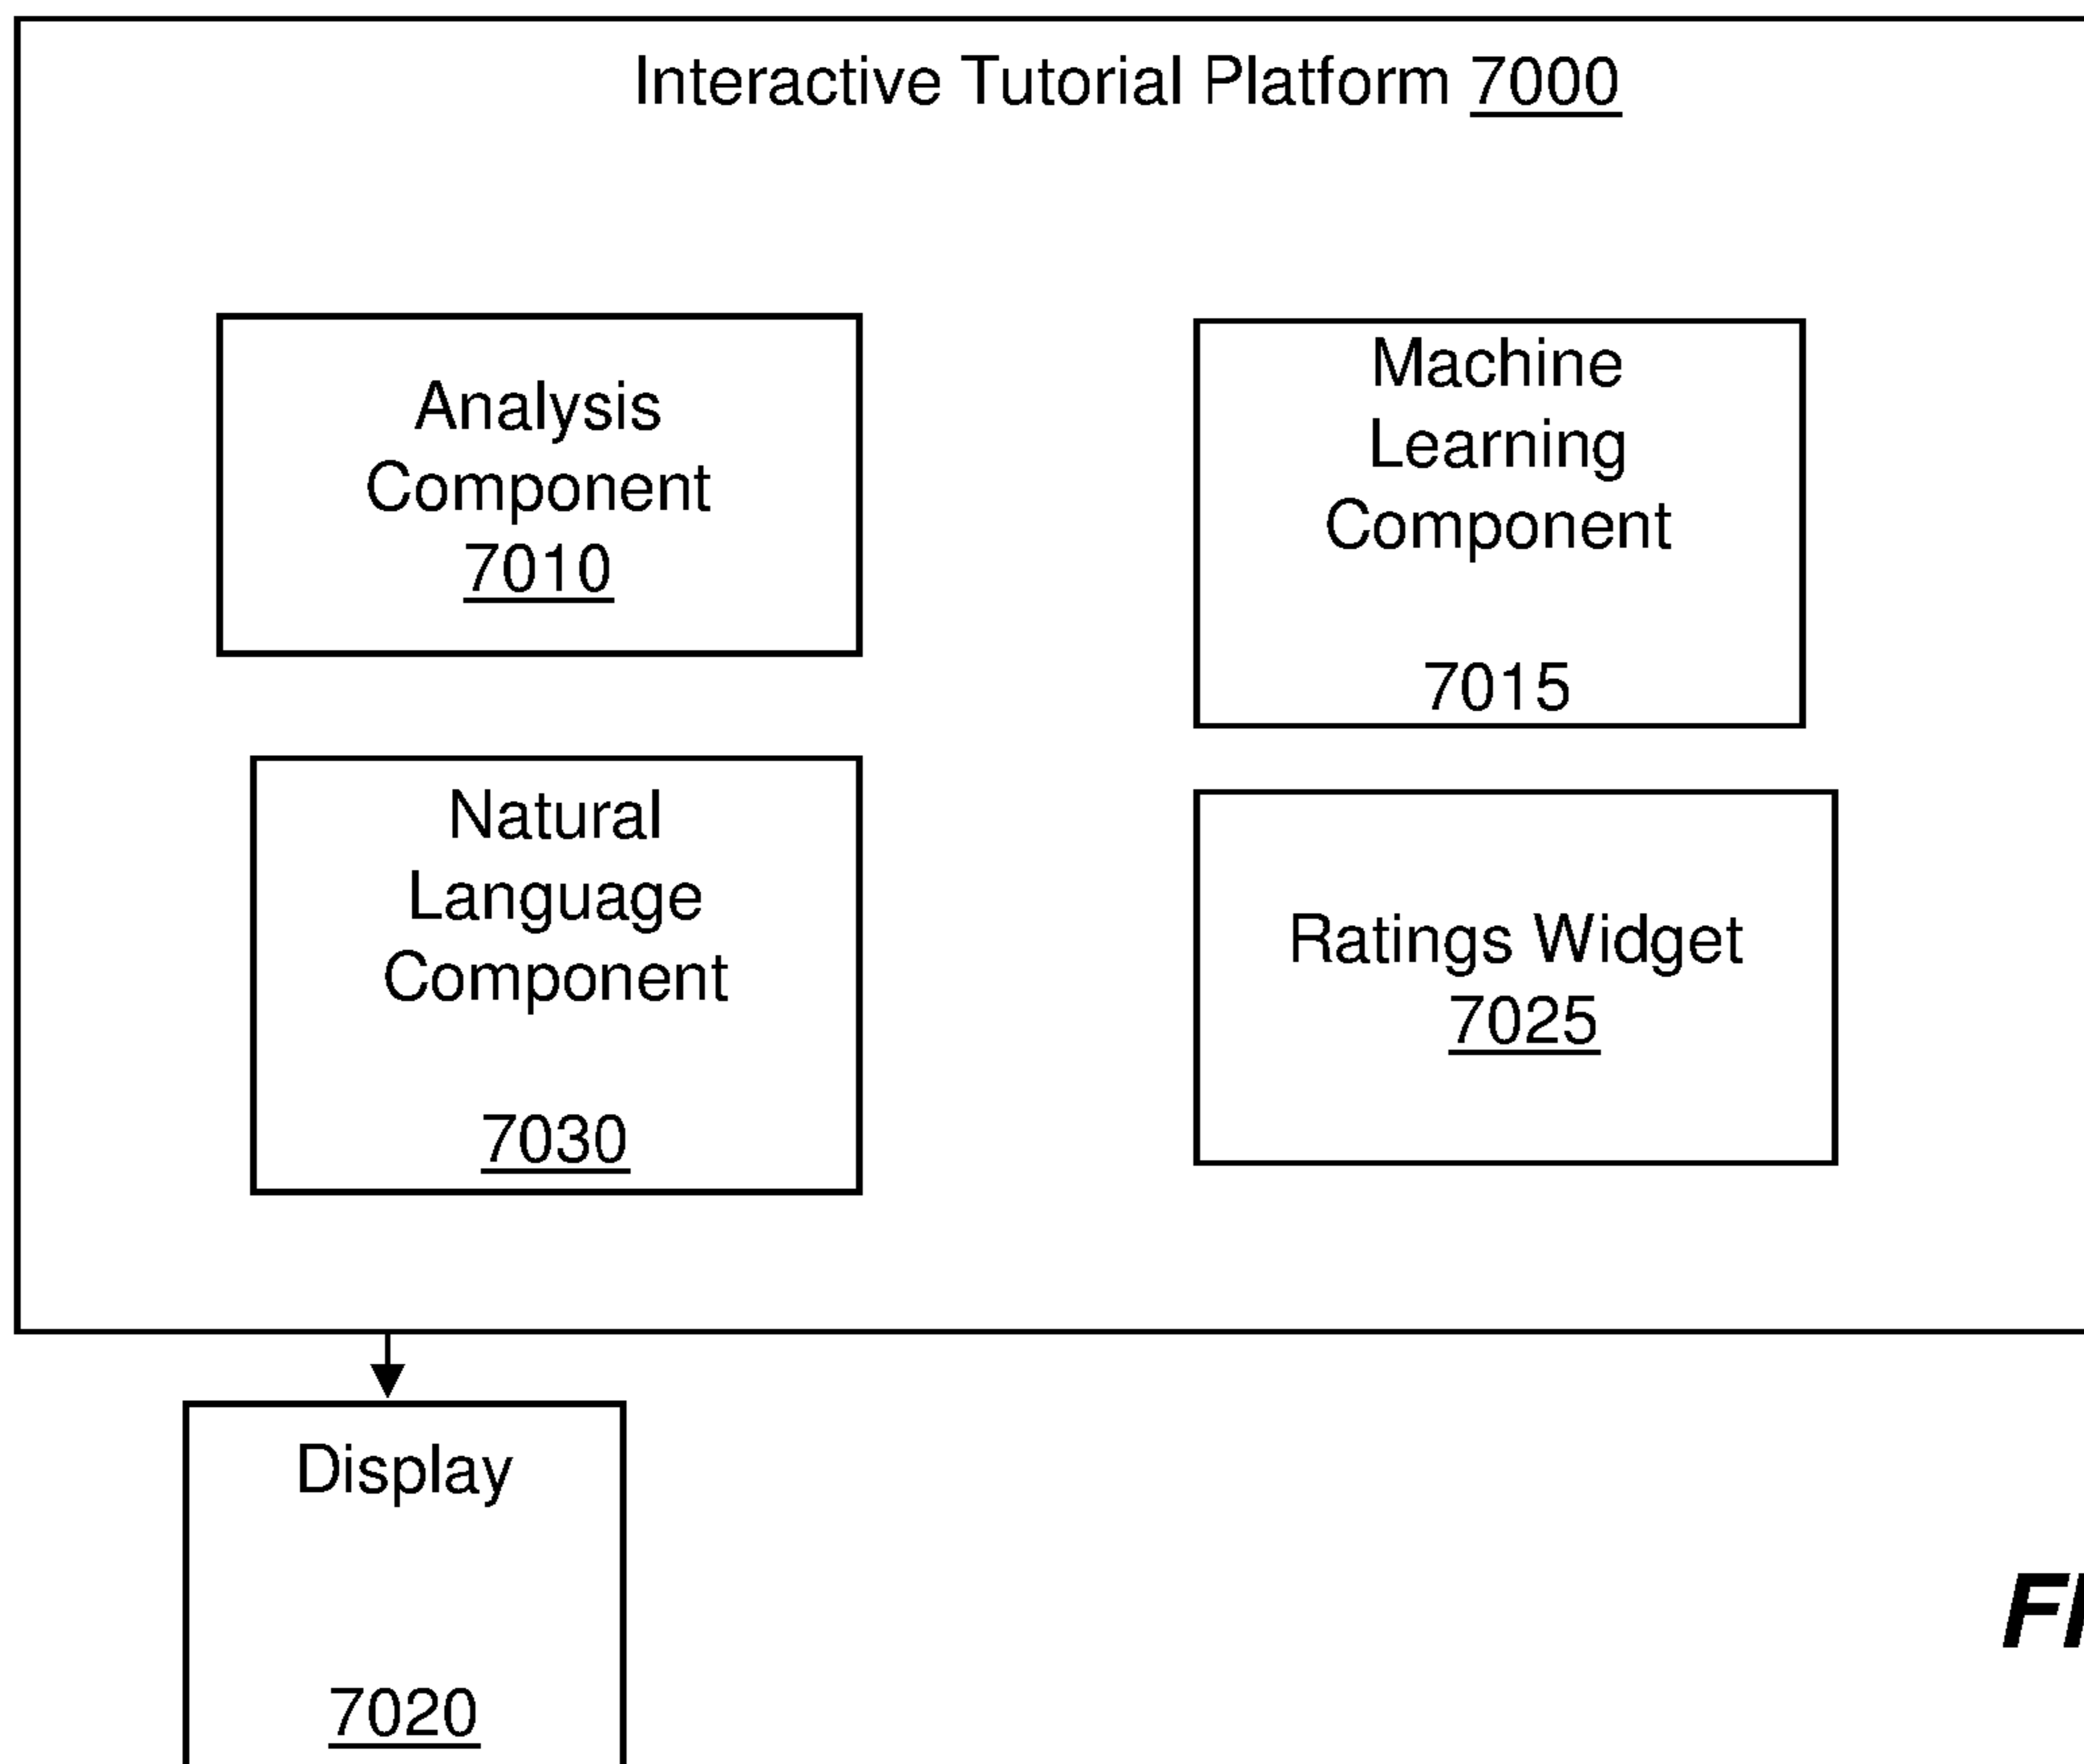 Interactive Tutorial Platform 7000
Analysis
Component
7010
Machine
Learning
Component
7015
Natural
Language
Component
7030
Ratings Widget
7025
Display
7020